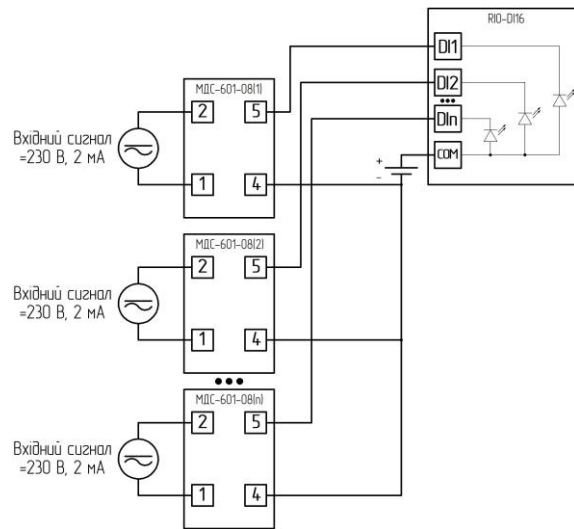 RIO-DI16
DI1
DI2
•••
DIn
COM
+
-
МДС-601-08(1)
2
5
1
4
Вхідний сигнал
=230 В, 2 мА
МДС-601-08(2)
2
5
1
4
Вхідний сигнал
=230 В, 2 мА
•••
МДС-601-08(n)
2
5
1
4
Вхідний сигнал
=230 В, 2 мА